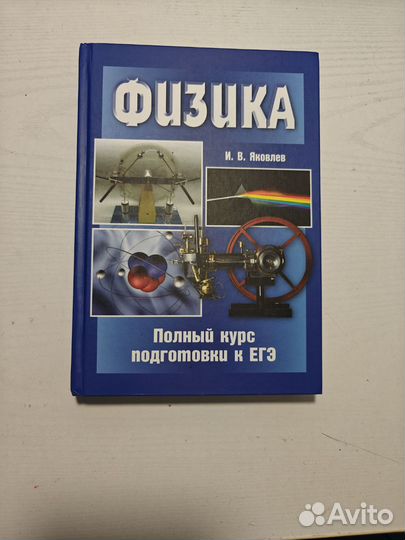 ФИЗИКА
И. В. Яковлев
Полный курс
подготовки к ЕГЭ
Avito